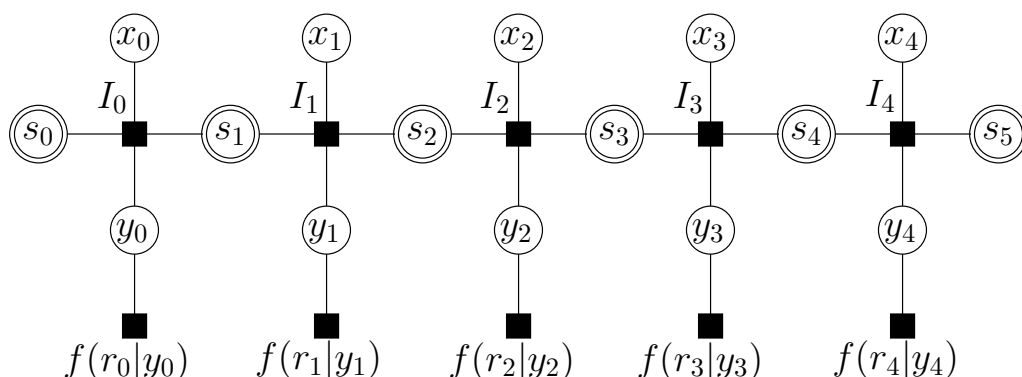 x₀ x₁ x₂ x₃ x₄
I₀ I₁ I₂ I₃ I₄
s₀ s₁ s₂ s₃ s₄ s₅
y₀ y₁ y₂ y₃ y₄
f(r₀|y₀) f(r₁|y₁) f(r₂|y₂) f(r₃|y₃) f(r₄|y₄)